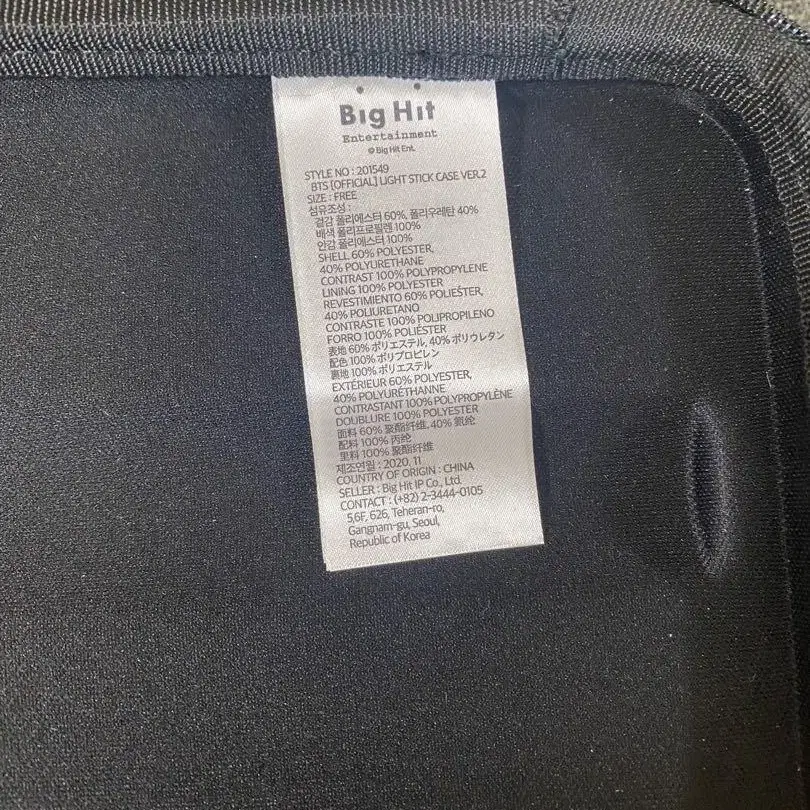 Big Hit
Entertainment
© Big Hit Ent.
STYLE NO : 201549
BTS [OFFICIAL] LIGHT STICK CASE VER.2
SIZE : FREE
섬유조성 :
겉감 폴리에스터 60%, 폴리우레탄 40%
배색 폴리프로필렌 100%
안감 폴리에스터 100%
SHELL 60% POLYESTER,
40% POLYURETHANE
CONTRAST 100% POLYPROPYLENE
LINING 100% POLYESTER
REVESTIMIENTO 60% POLIEŠTER,
40% POLIURETANO
CONTRASTE 100% POLIPROPILENO
FORRO 100% POLIÉSTER
表地 60% ポリエステル, 40% ポリウレタン
配色 100% ポリプロピレン
裏地 100% ポリエステル
EXTÉRIEUR 60% POLYESTER,
40% POLYURÉTHANNE
CONTRASTANT 100% POLYPROPYLÈNE
DOUBLURE 100% POLYESTER
面料 60% 聚酯纤维, 40% 氨纶
配料 100% 丙纶
里料 100% 聚酯纤维
제조연월 : 2020. 11
COUNTRY OF ORIGIN : CHINA
SELLER : Big Hit IP Co., Ltd.
CONTACT : (+82) 2-3444-0105
5,6F, 626, Teheran-ro,
Gangnam-gu, Seoul,
Republic of Korea